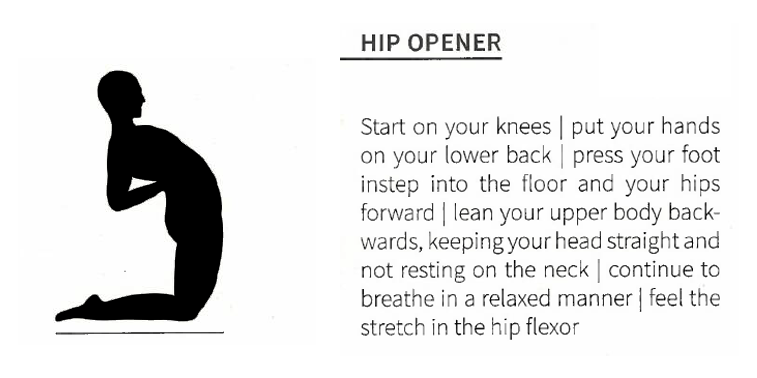 HIP OPENER
Start on your knees | put your hands
on your lower back | press your foot
instep into the floor and your hips
forward | lean your upper body back-
wards, keeping your head straight and
not resting on the neck | continue to
breathe in a relaxed manner | feel the
stretch in the hip flexor